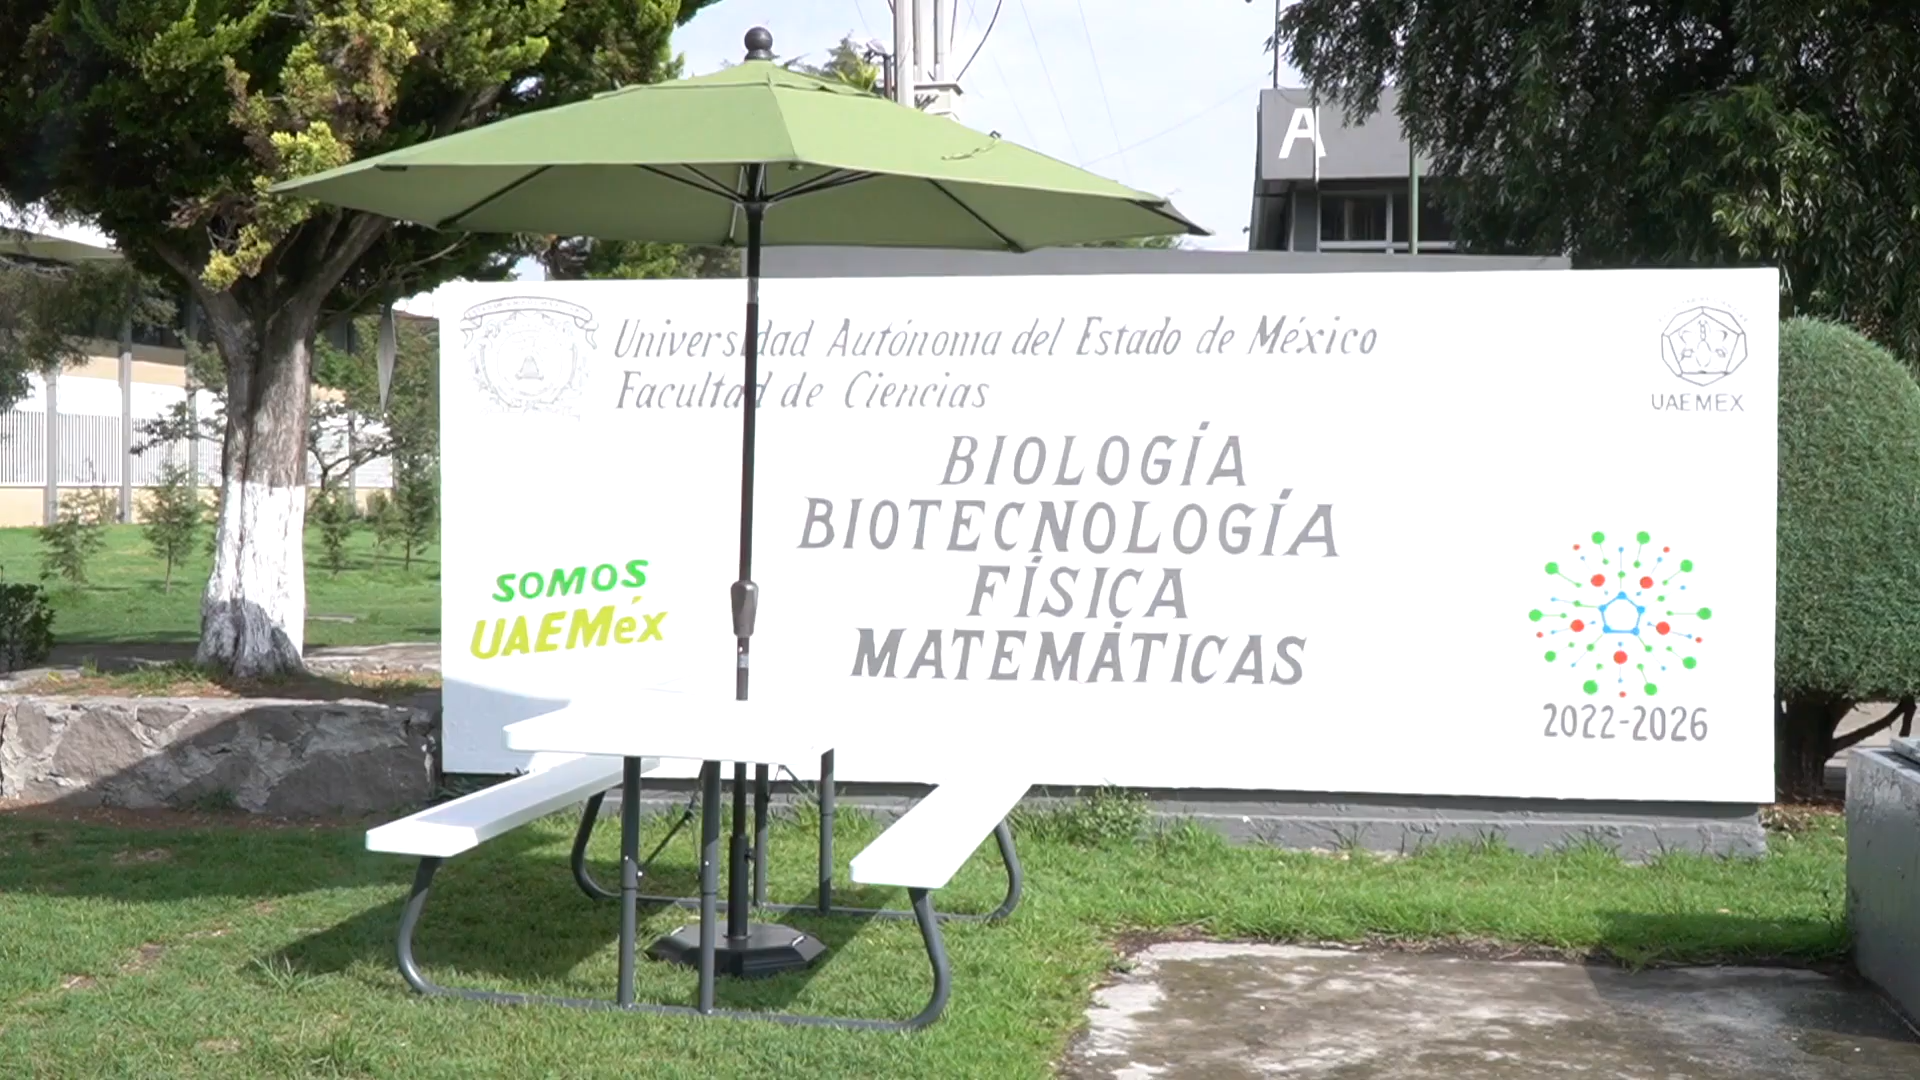 A
Universidad Autónoma del Estado de México
Facultad de Ciencias
UAEMEX
BIOLOGÍA
BIOTECNOLOGÍA
FÍSICA
MATEMÁTICAS
SOMOS
UAEMéx
2022-2026